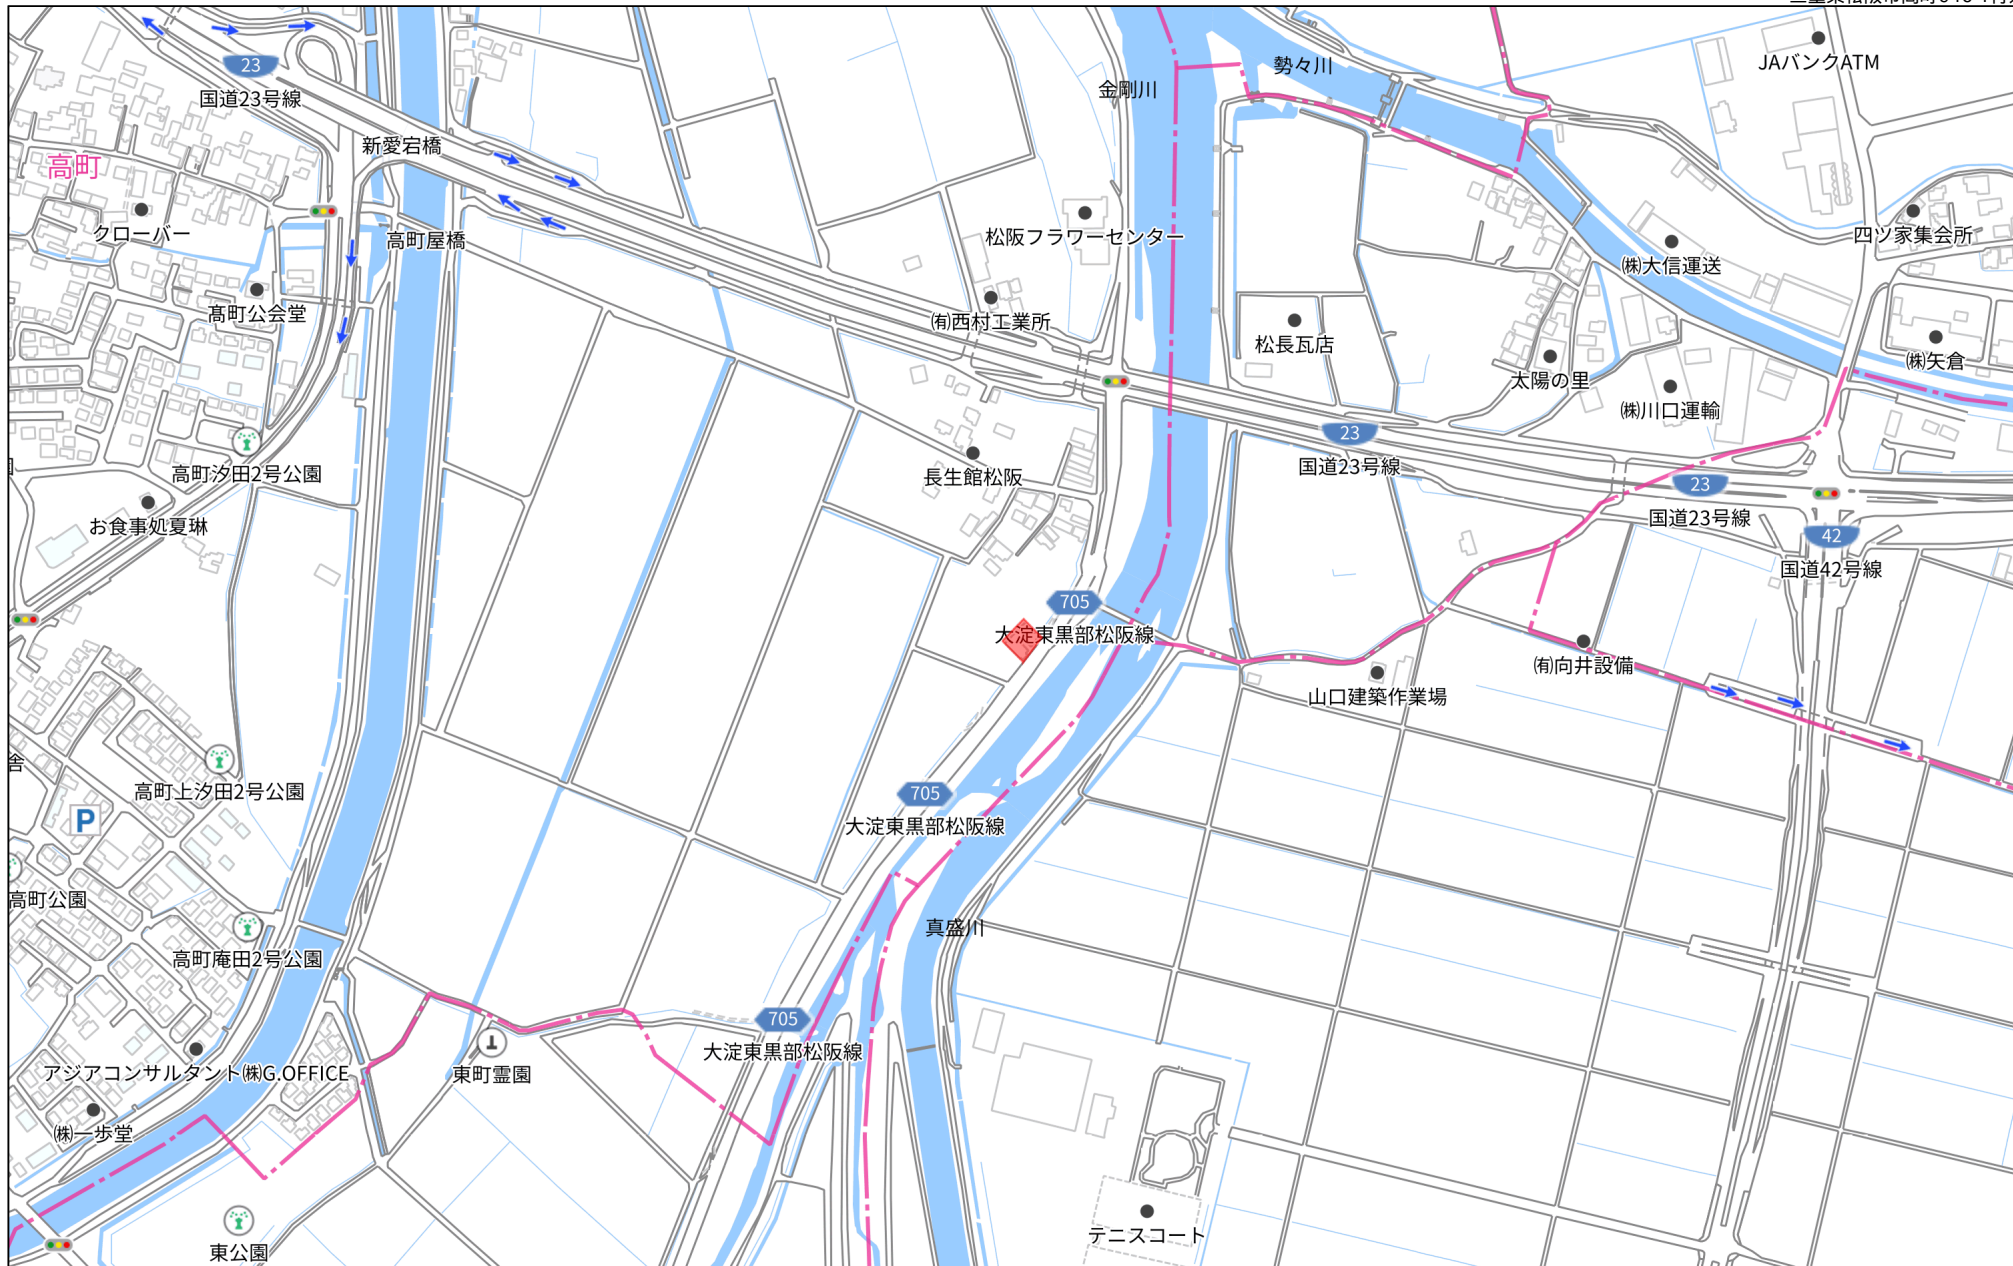 JAバンクATM
勢々川
23
金剛川
国道23号線
新愛宕橋
高町
クローバー
高町屋橋
松阪フラワーセンター
四ツ家集会所
㈱大信運送
髙町公会堂
㈲西村工業所
松長瓦店
㈱矢倉
太陽の里
㈱川口運輸
23
国道23号線
高町汐田2号公園
長生館松阪
23
国道23号線
お食事処夏琳
42
国道42号線
705
大淀東黒部松阪線
㈲向井設備
山口建築作業場
舎
高町上汐田2号公園
P
705
大淀東黒部松阪線
高町公園
真盛川
高町庵田2号公園
705
大淀東黒部松阪線
アジアコンサルタント㈱G.OFFICE
東町霊園
㈱一歩堂
テニスコート
東公園